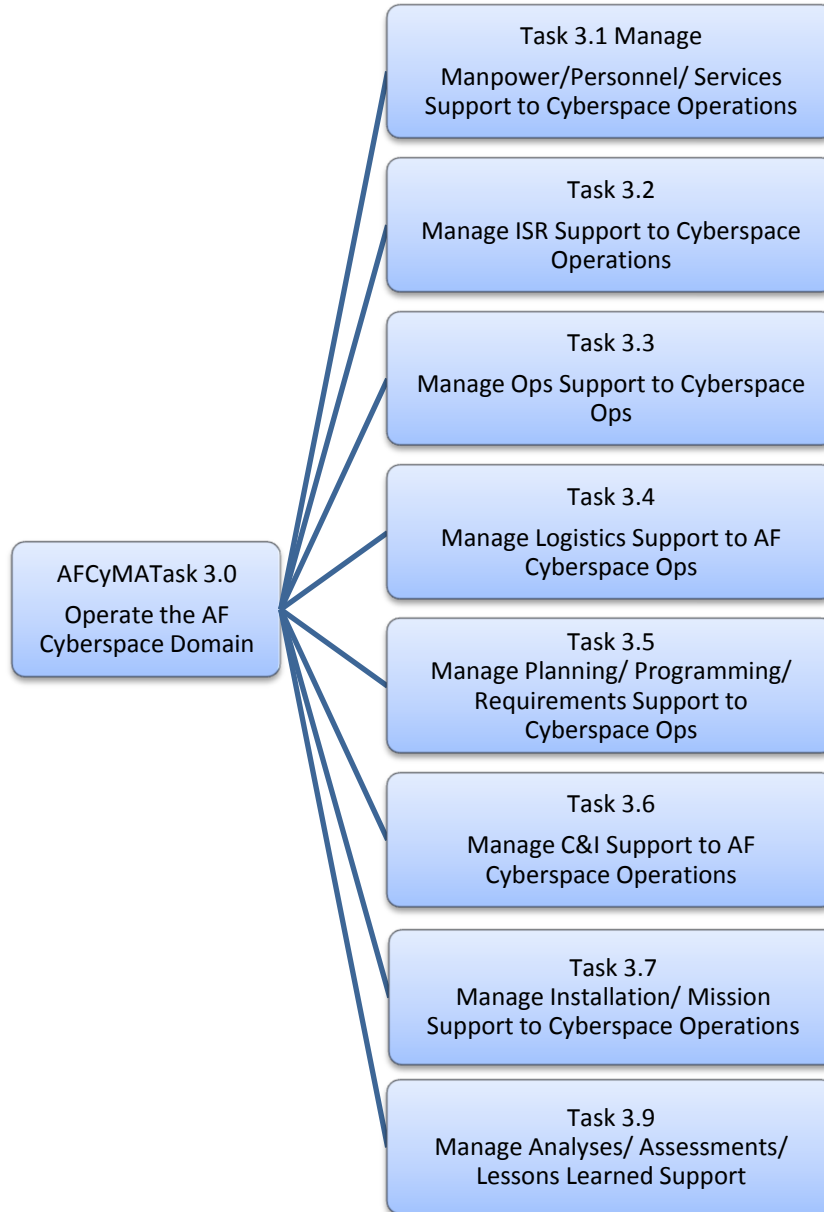 Task 3.1 Manage
Manpower/Personnel/ Services
Support to Cyberspace Operations
Task 3.2
Manage ISR Support to Cyberspace
Operations
Task 3.3
Manage Ops Support to Cyberspace
Ops
Task 3.4
Manage Logistics Support to AF
Cyberspace Ops
AFCyMATask 3.0
Operate the AF
Cyberspace Domain
Task 3.5
Manage Planning/ Programming/
Requirements Support to
Cyberspace Ops
Task 3.6
Manage C&I Support to AF
Cyberspace Operations
Task 3.7
Manage Installation/ Mission
Support to Cyberspace Operations
Task 3.9
Manage Analyses/ Assessments/
Lessons Learned Support